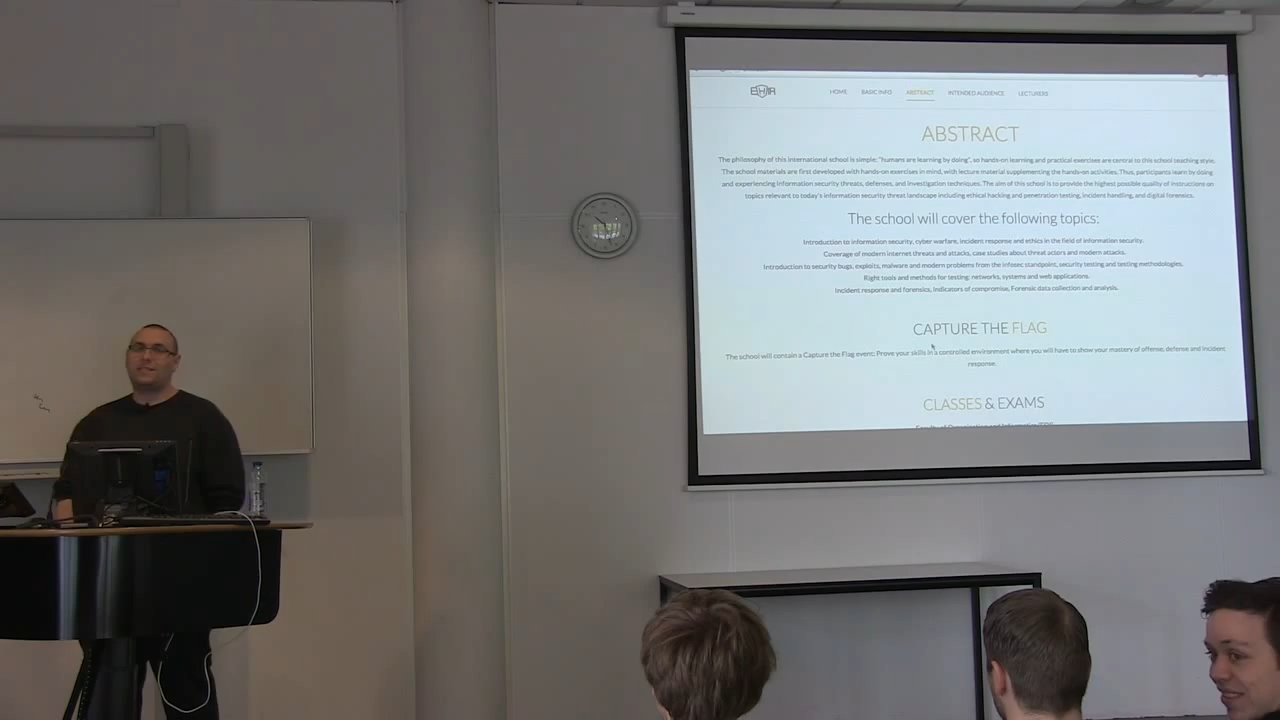 EHIR
HOME BASIC INFO ABSTRACT INTENDED AUDIENCE LECTURERS
ABSTRACT
The philosophy of this international school is simple: "humans are learning by doing", so hands-on learning and practical exercises are central to this school teaching style.
The school materials are first developed with hands-on exercises in mind, with lecture material supplementing the hands-on activities. Thus, participants learn by doing
and experiencing information security threats, defenses, and investigation techniques. The aim of this school is to provide the highest possible quality of instructions on
topics relevant to today's information security threat landscape including ethical hacking and penetration testing, incident handling, and digital forensics.
The school will cover the following topics:
Introduction to information security, cyber warfare, incident response and ethics in the field of information security.
Coverage of modern internet threats and attacks, case studies about threat actors and modern attacks.
Introduction to security bugs, exploits, malware and modern problems from the infosec standpoint, security testing and testing methodologies.
Right tools and methods for testing: networks, systems and web applications.
Incident response and forensics, Indicators of compromise, Forensic data collection and analysis.
CAPTURE THE FLAG
The school will contain a Capture the Flag event: Prove your skills in a controlled environment where you will have to show your mastery of offense, defense and incident
response.
CLASSES & EXAMS